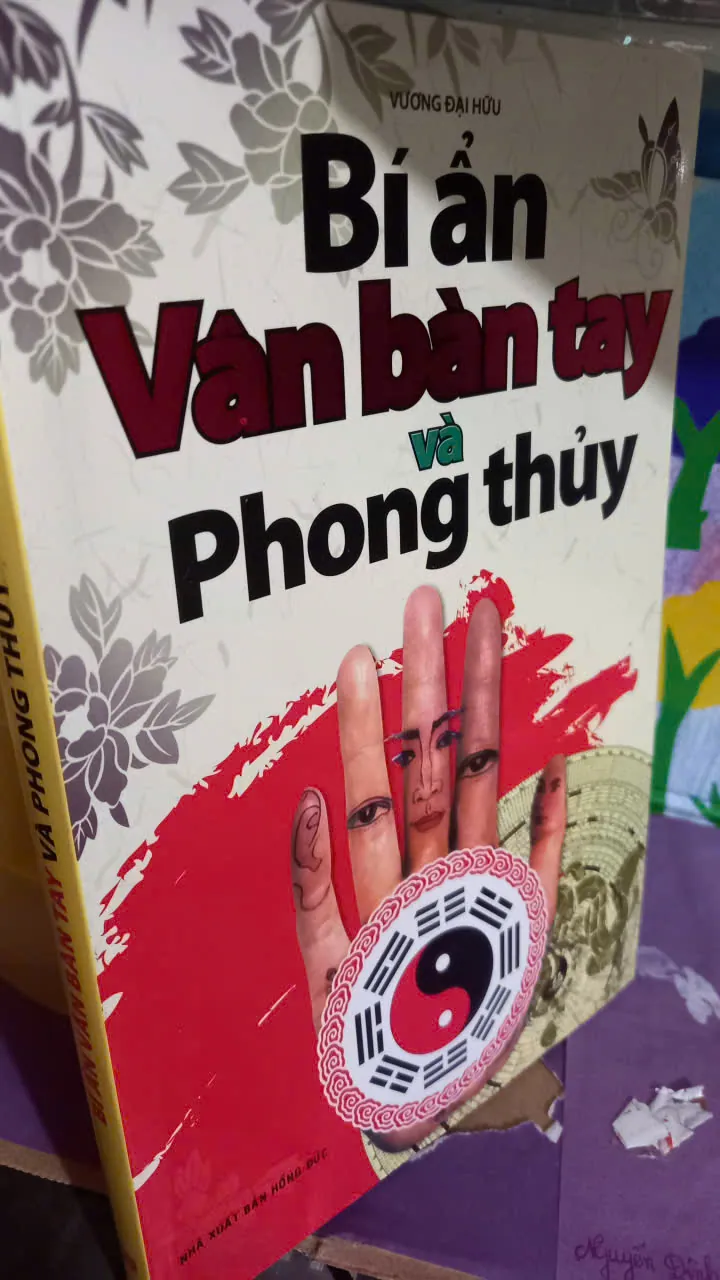 VƯƠNG ĐẠI HỮU
Bí ẩn
Vân bàn tay
và
Phong thủy
NHÀ XUẤT BẢN HỒNG ĐỨC
BÍ ẨN VÂN BÀN TAY VÀ PHONG THỦY
Nguyễn